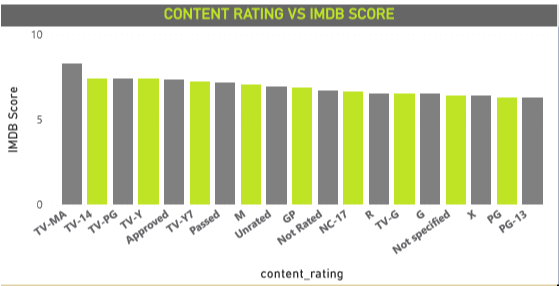 CONTENT RATING VS IMDB SCORE
10
5
0
IMDB Score
TV-MA
TV-14
TV-PG
TV-Y
Approved
TV-Y7
Passed
M
Unrated
GP
Not Rated
NC-17
R
TV-G
G
Not specified
X
PG
PG-13
content_rating